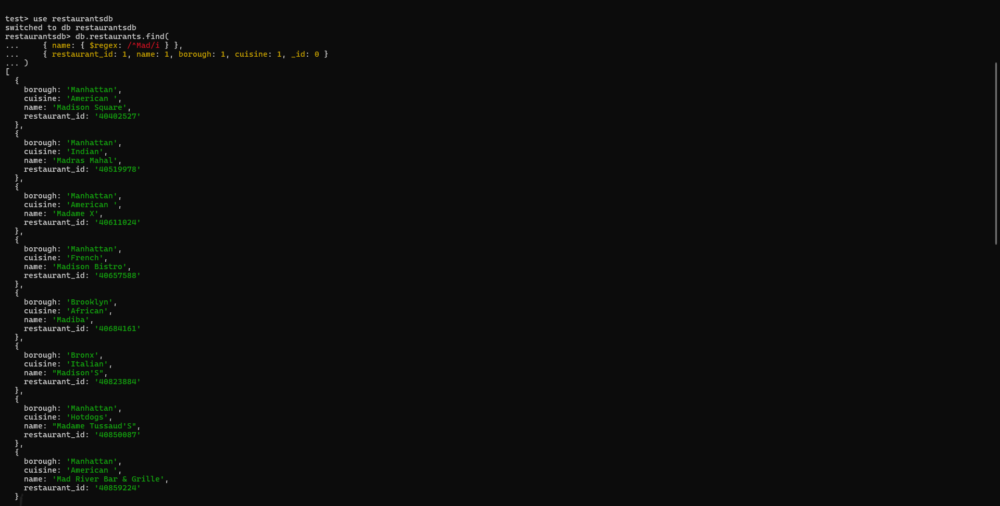 test> use restaurantsdb
switched to db restaurantsdb
restaurantsdb> db.restaurants.find(
...     { name: { $regex: /^Mad/i } },
...     { restaurant_id: 1, name: 1, borough: 1, cuisine: 1, _id: 0 }
... )
[
  {
    borough: 'Manhattan',
    cuisine: 'American ',
    name: 'Madison Square',
    restaurant_id: '40402527'
  },
  {
    borough: 'Manhattan',
    cuisine: 'Indian',
    name: 'Madras Mahal',
    restaurant_id: '40519978'
  },
  {
    borough: 'Manhattan',
    cuisine: 'American ',
    name: 'Madame X',
    restaurant_id: '40611024'
  },
  {
    borough: 'Manhattan',
    cuisine: 'French',
    name: 'Madison Bistro',
    restaurant_id: '40657588'
  },
  {
    borough: 'Brooklyn',
    cuisine: 'African',
    name: 'Madiba',
    restaurant_id: '40684161'
  },
  {
    borough: 'Bronx',
    cuisine: 'Italian',
    name: "Madison'S",
    restaurant_id: '40823884'
  },
  {
    borough: 'Manhattan',
    cuisine: 'Hotdogs',
    name: "Madame Tussaud'S",
    restaurant_id: '40850087'
  },
  {
    borough: 'Manhattan',
    cuisine: 'American ',
    name: 'Mad River Bar & Grille',
    restaurant_id: '40859224'
  }